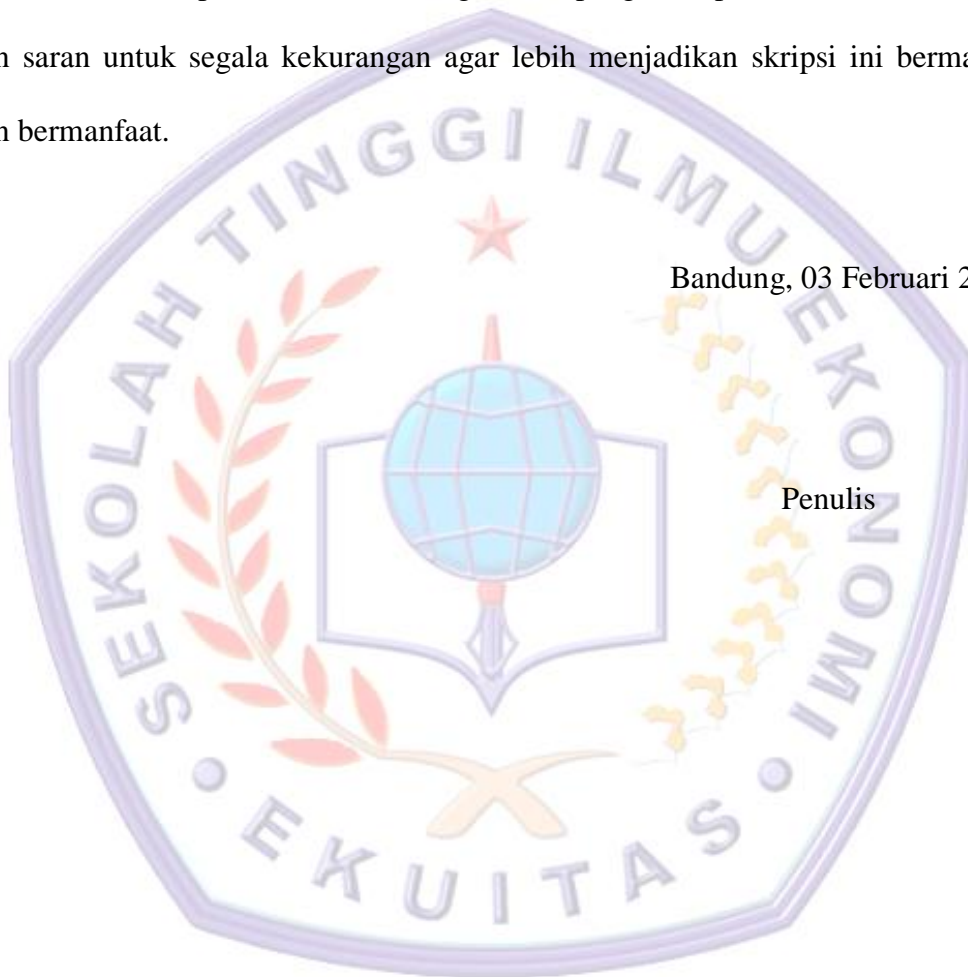 saran untuk segala kekurangan agar lebih menjadikan skripsi ini
bermanfaat.
Bandung, 03 Februari 2
Penulis
SEKOLAH TINGGI ILMU EKONOMI
EKUITAS